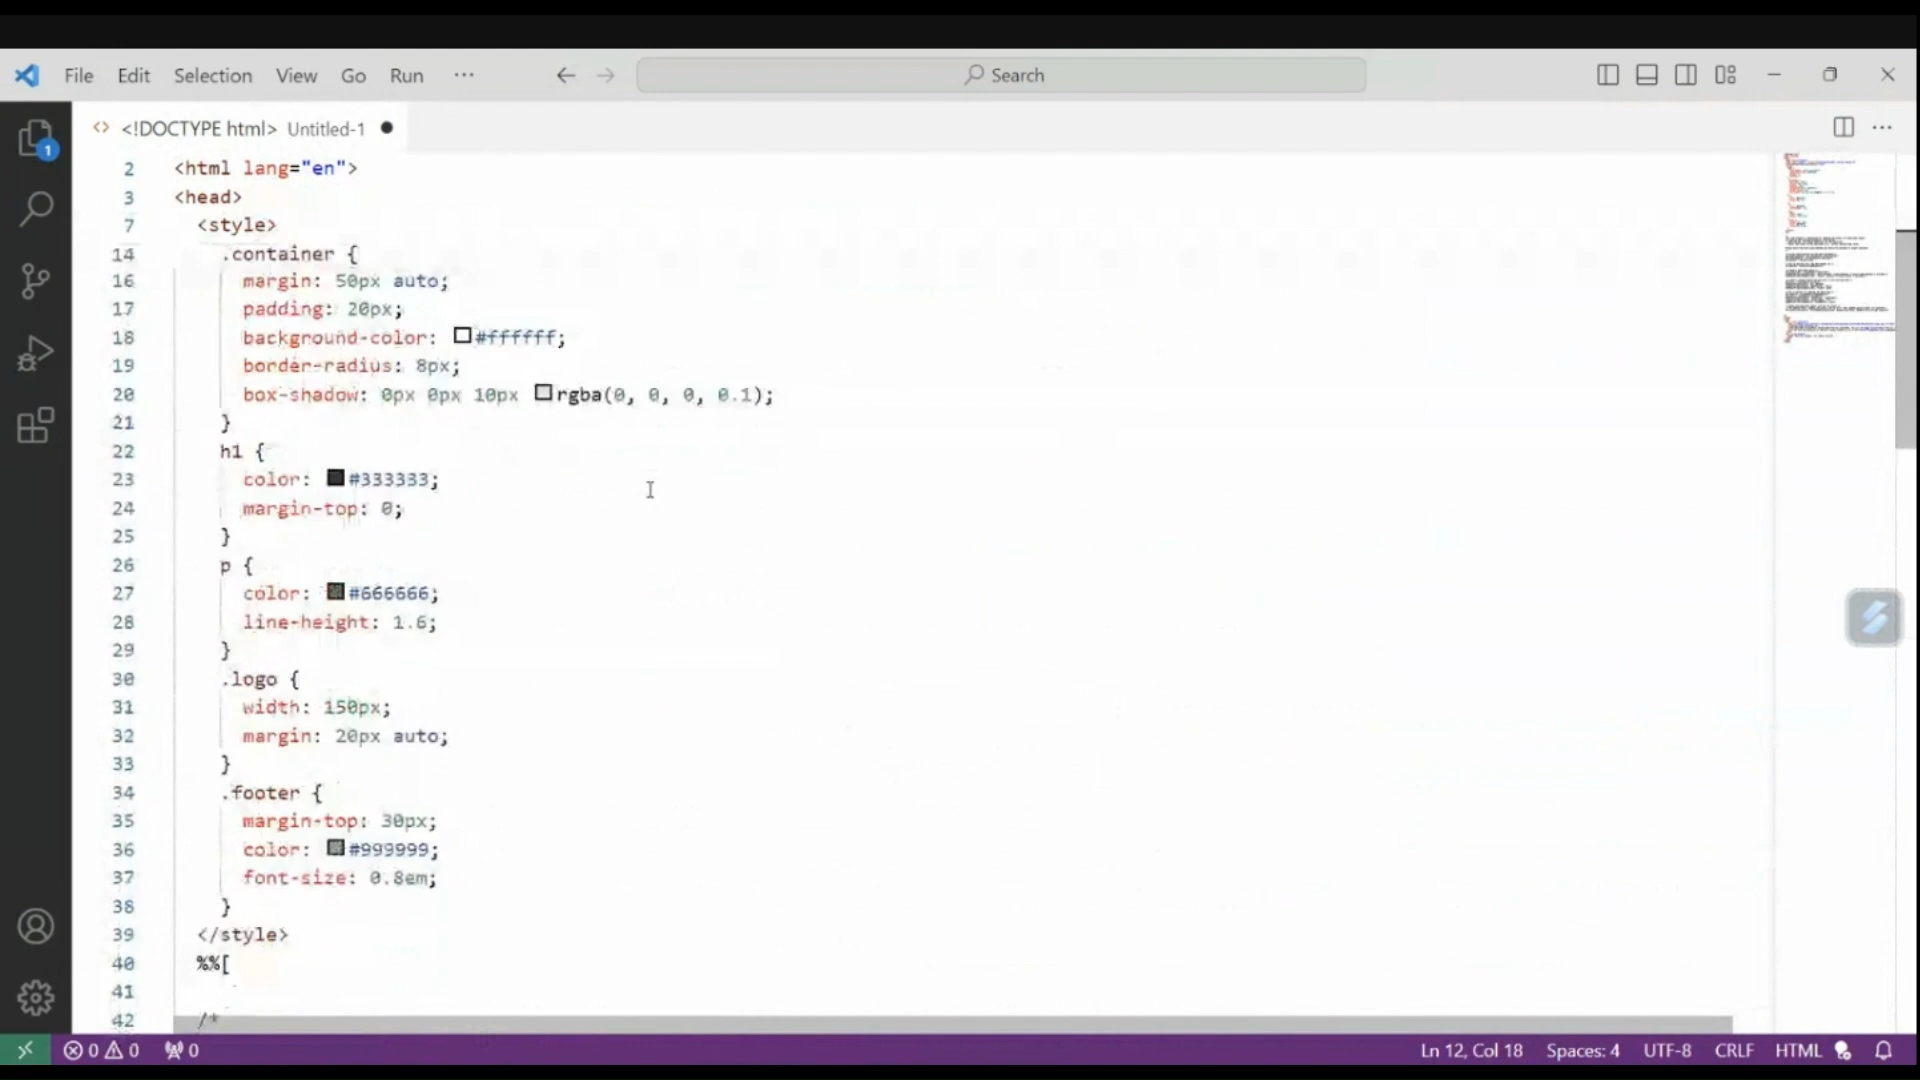 File Edit Selection View Go Run ··· Search
<!DOCTYPE html> Untitled-1
1
2 <html lang="en">
3 <head>
7 <style>
14 .container {
16 margin: 50px auto;
17 padding: 20px;
18 background-color: #ffffff;
19 border-radius: 8px;
20 box-shadow: 0px 0px 10px rgba(0, 0, 0, 0.1);
21 }
22 h1 {
23 color: #333333;
24 margin-top: 0;
25 }
26 p {
27 color: #666666;
28 line-height: 1.6;
29 }
30 .logo {
31 width: 150px;
32 margin: 20px auto;
33 }
34 .footer {
35 margin-top: 30px;
36 color: #999999;
37 font-size: 0.8em;
38 }
39 </style>
40 %%[
41
42 /*
0 0 0 Ln 12, Col 18 Spaces: 4 UTF-8 CRLF HTML